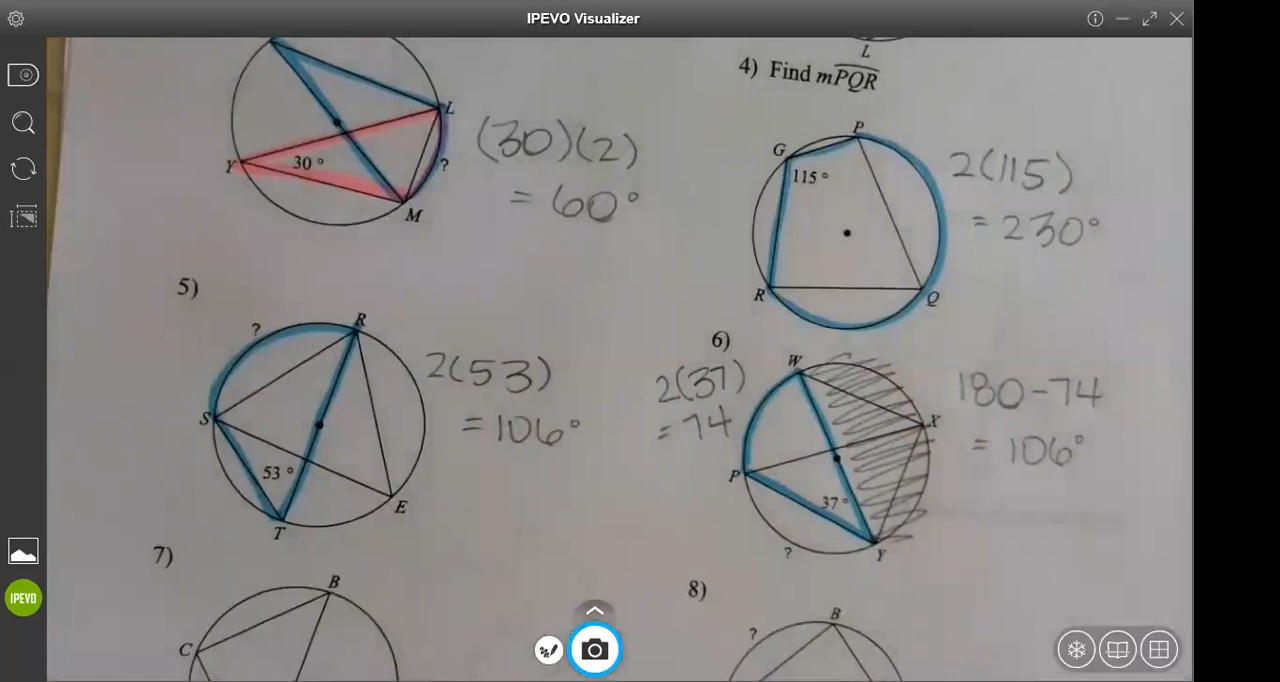 IPEVO Visualizer
L
4) Find mPQR
L
Y
30°
?
M
(30)(2)
= 60°
P
G
115°
R
Q
2(115)
= 230°
5)
?
R
S
53°
T
E
2(53)
= 106°
6)
2(37)
= 74
W
X
P
37°
?
Y
180-74
= 106°
7)
B
C
8)
B
?
IPEVO